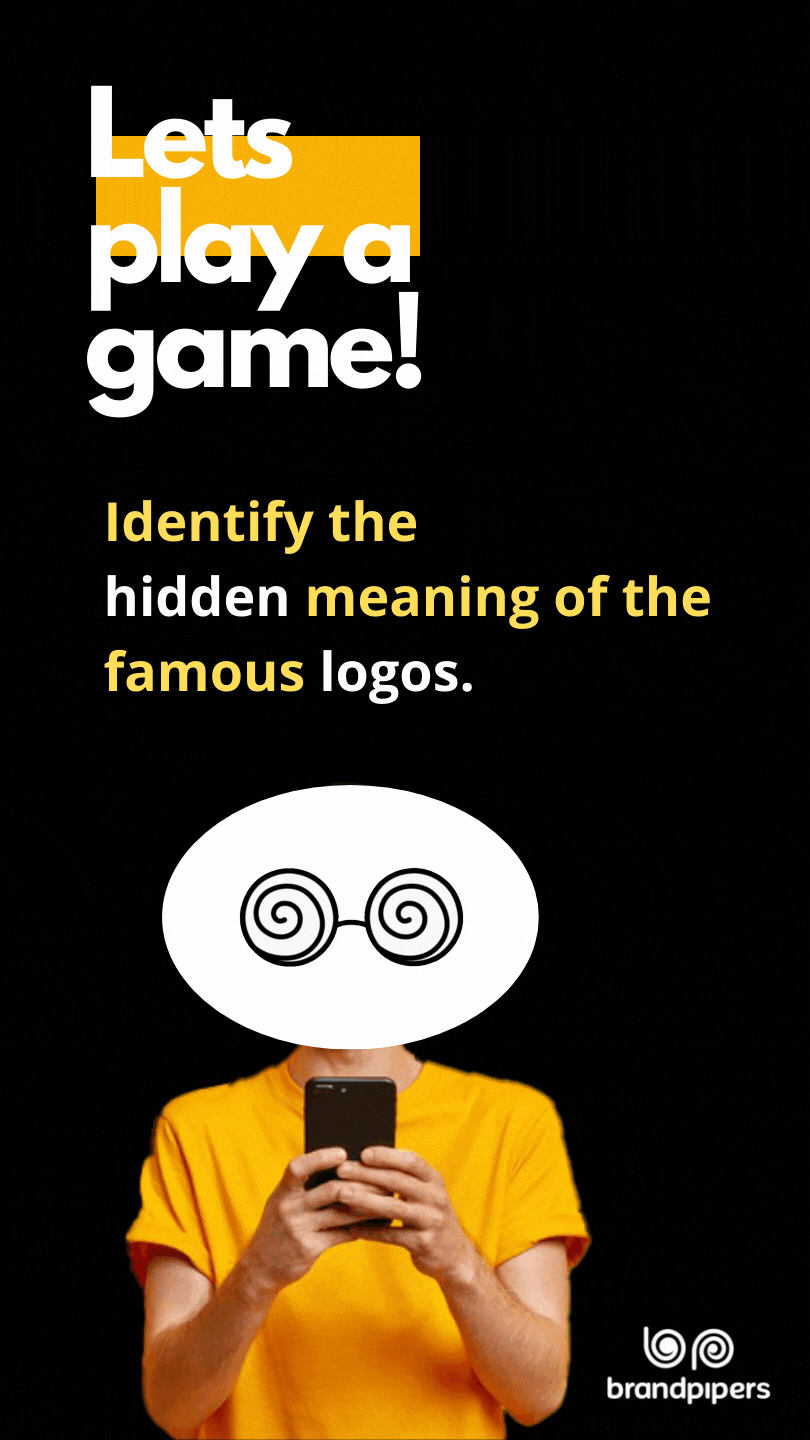 Lets
play a
game!
Identify the
hidden meaning of the
famous logos.
brandpipers